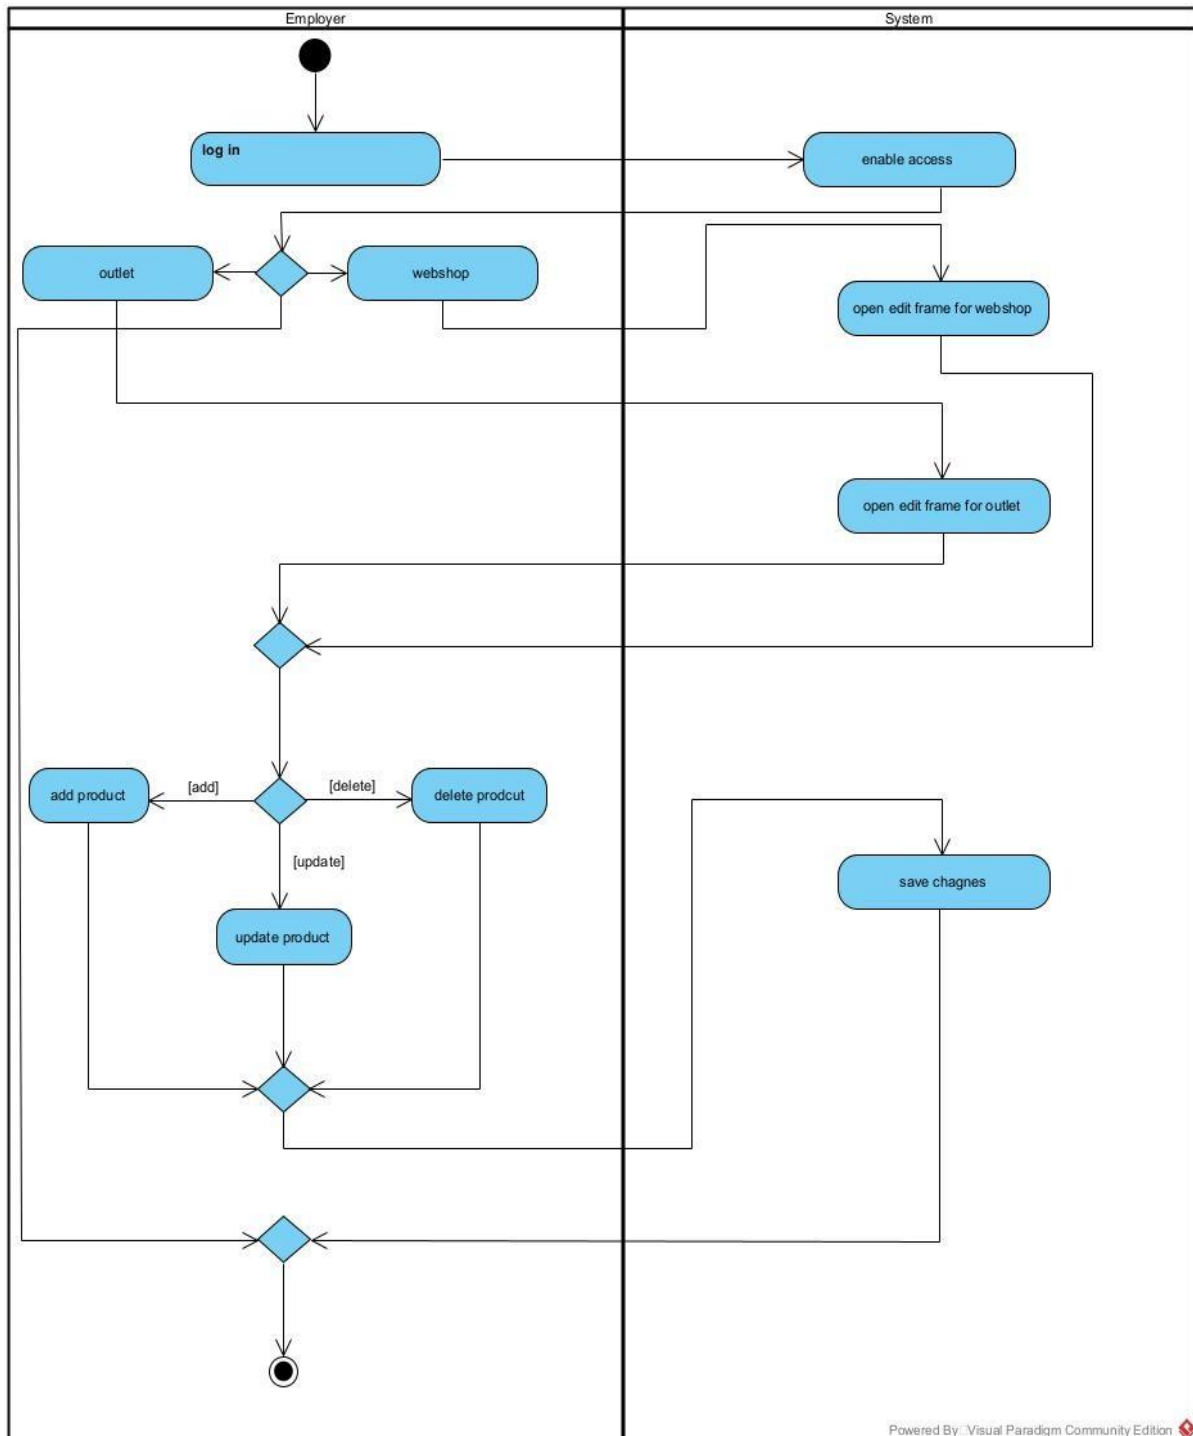 Employer
System
log in
enable access
outlet
webshop
open edit frame for webshop
open edit frame for outlet
add product
[add]
[delete]
delete prodcut
[update]
save chagnes
update product
Powered By Visual Paradigm Community Edition